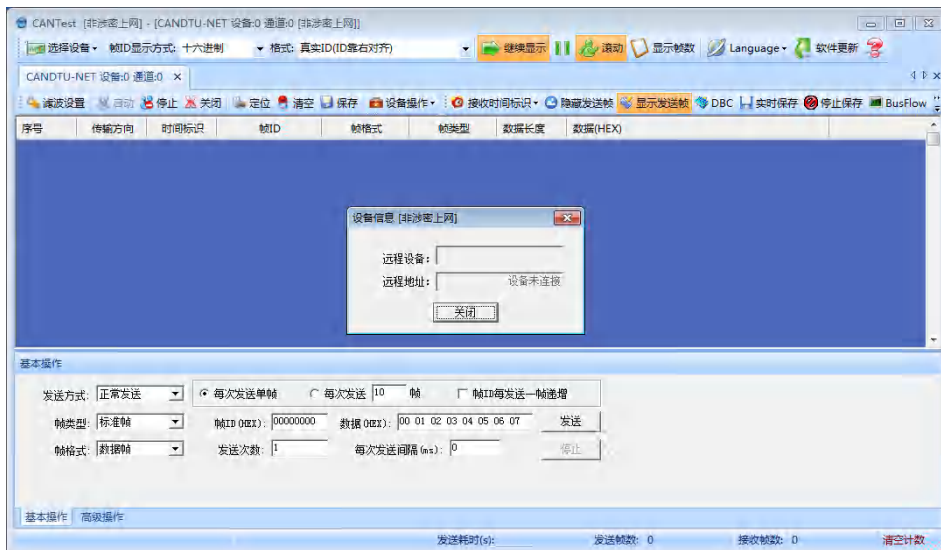 CANTest [非涉密上网] - [CANDTU-NET 设备:0 通道:0 [非涉密上网]]
选择设备 帧ID显示方式: 十六进制 格式: 真实ID(ID靠右对齐) 继续显示 滚动 显示帧数 Language 软件更新
CANDTU-NET 设备:0 通道:0 ×
滤波设置 启动 停止 关闭 定位 清空 保存 设备操作 接收时间标识 隐藏发送帧 显示发送帧 DBC 实时保存 停止保存 BusFlow
序号 传输方向 时间标识 帧ID 帧格式 帧类型 数据长度 数据(HEX)
设备信息 [非涉密上网]
远程设备:
远程地址: 设备未连接
关闭
基本操作
发送方式: 正常发送 每次发送单帧 每次发送 10 帧 帧ID每发送一帧递增
帧类型: 标准帧 帧ID(HEX): 00000000 数据(HEX): 00 01 02 03 04 05 06 07 发送
帧格式: 数据帧 发送次数: 1 每次发送间隔(ms): 0 停止
基本操作 高级操作
发送耗时(s): 发送帧数: 0 接收帧数: 0 清空计数